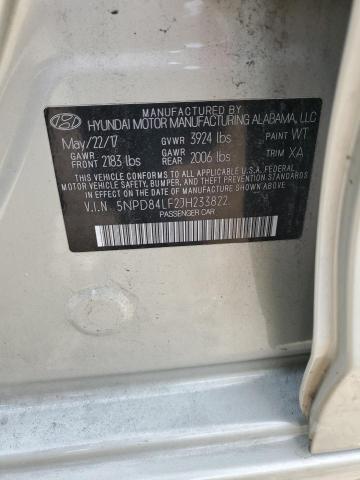 MANUFACTURED BY
HYUNDAI MOTOR MANUFACTURING ALABAMA, LLC
May/22/17 GVWR 3924 lbs PAINT WT
GAWR FRONT 2183 lbs GAWR REAR 2006 lbs TRIM XA
THIS VEHICLE CONFORMS TO ALL APPLICABLE U.S. FEDERAL
MOTOR VEHICLE SAFETY, BUMPER, AND THEFT PREVENTION
STANDARDS IN EFFECT ON THE DATE OF MANUFACTURE SHOWN ABOVE.
V.I.N 5NPD84LF2JH233822
PASSENGER CAR